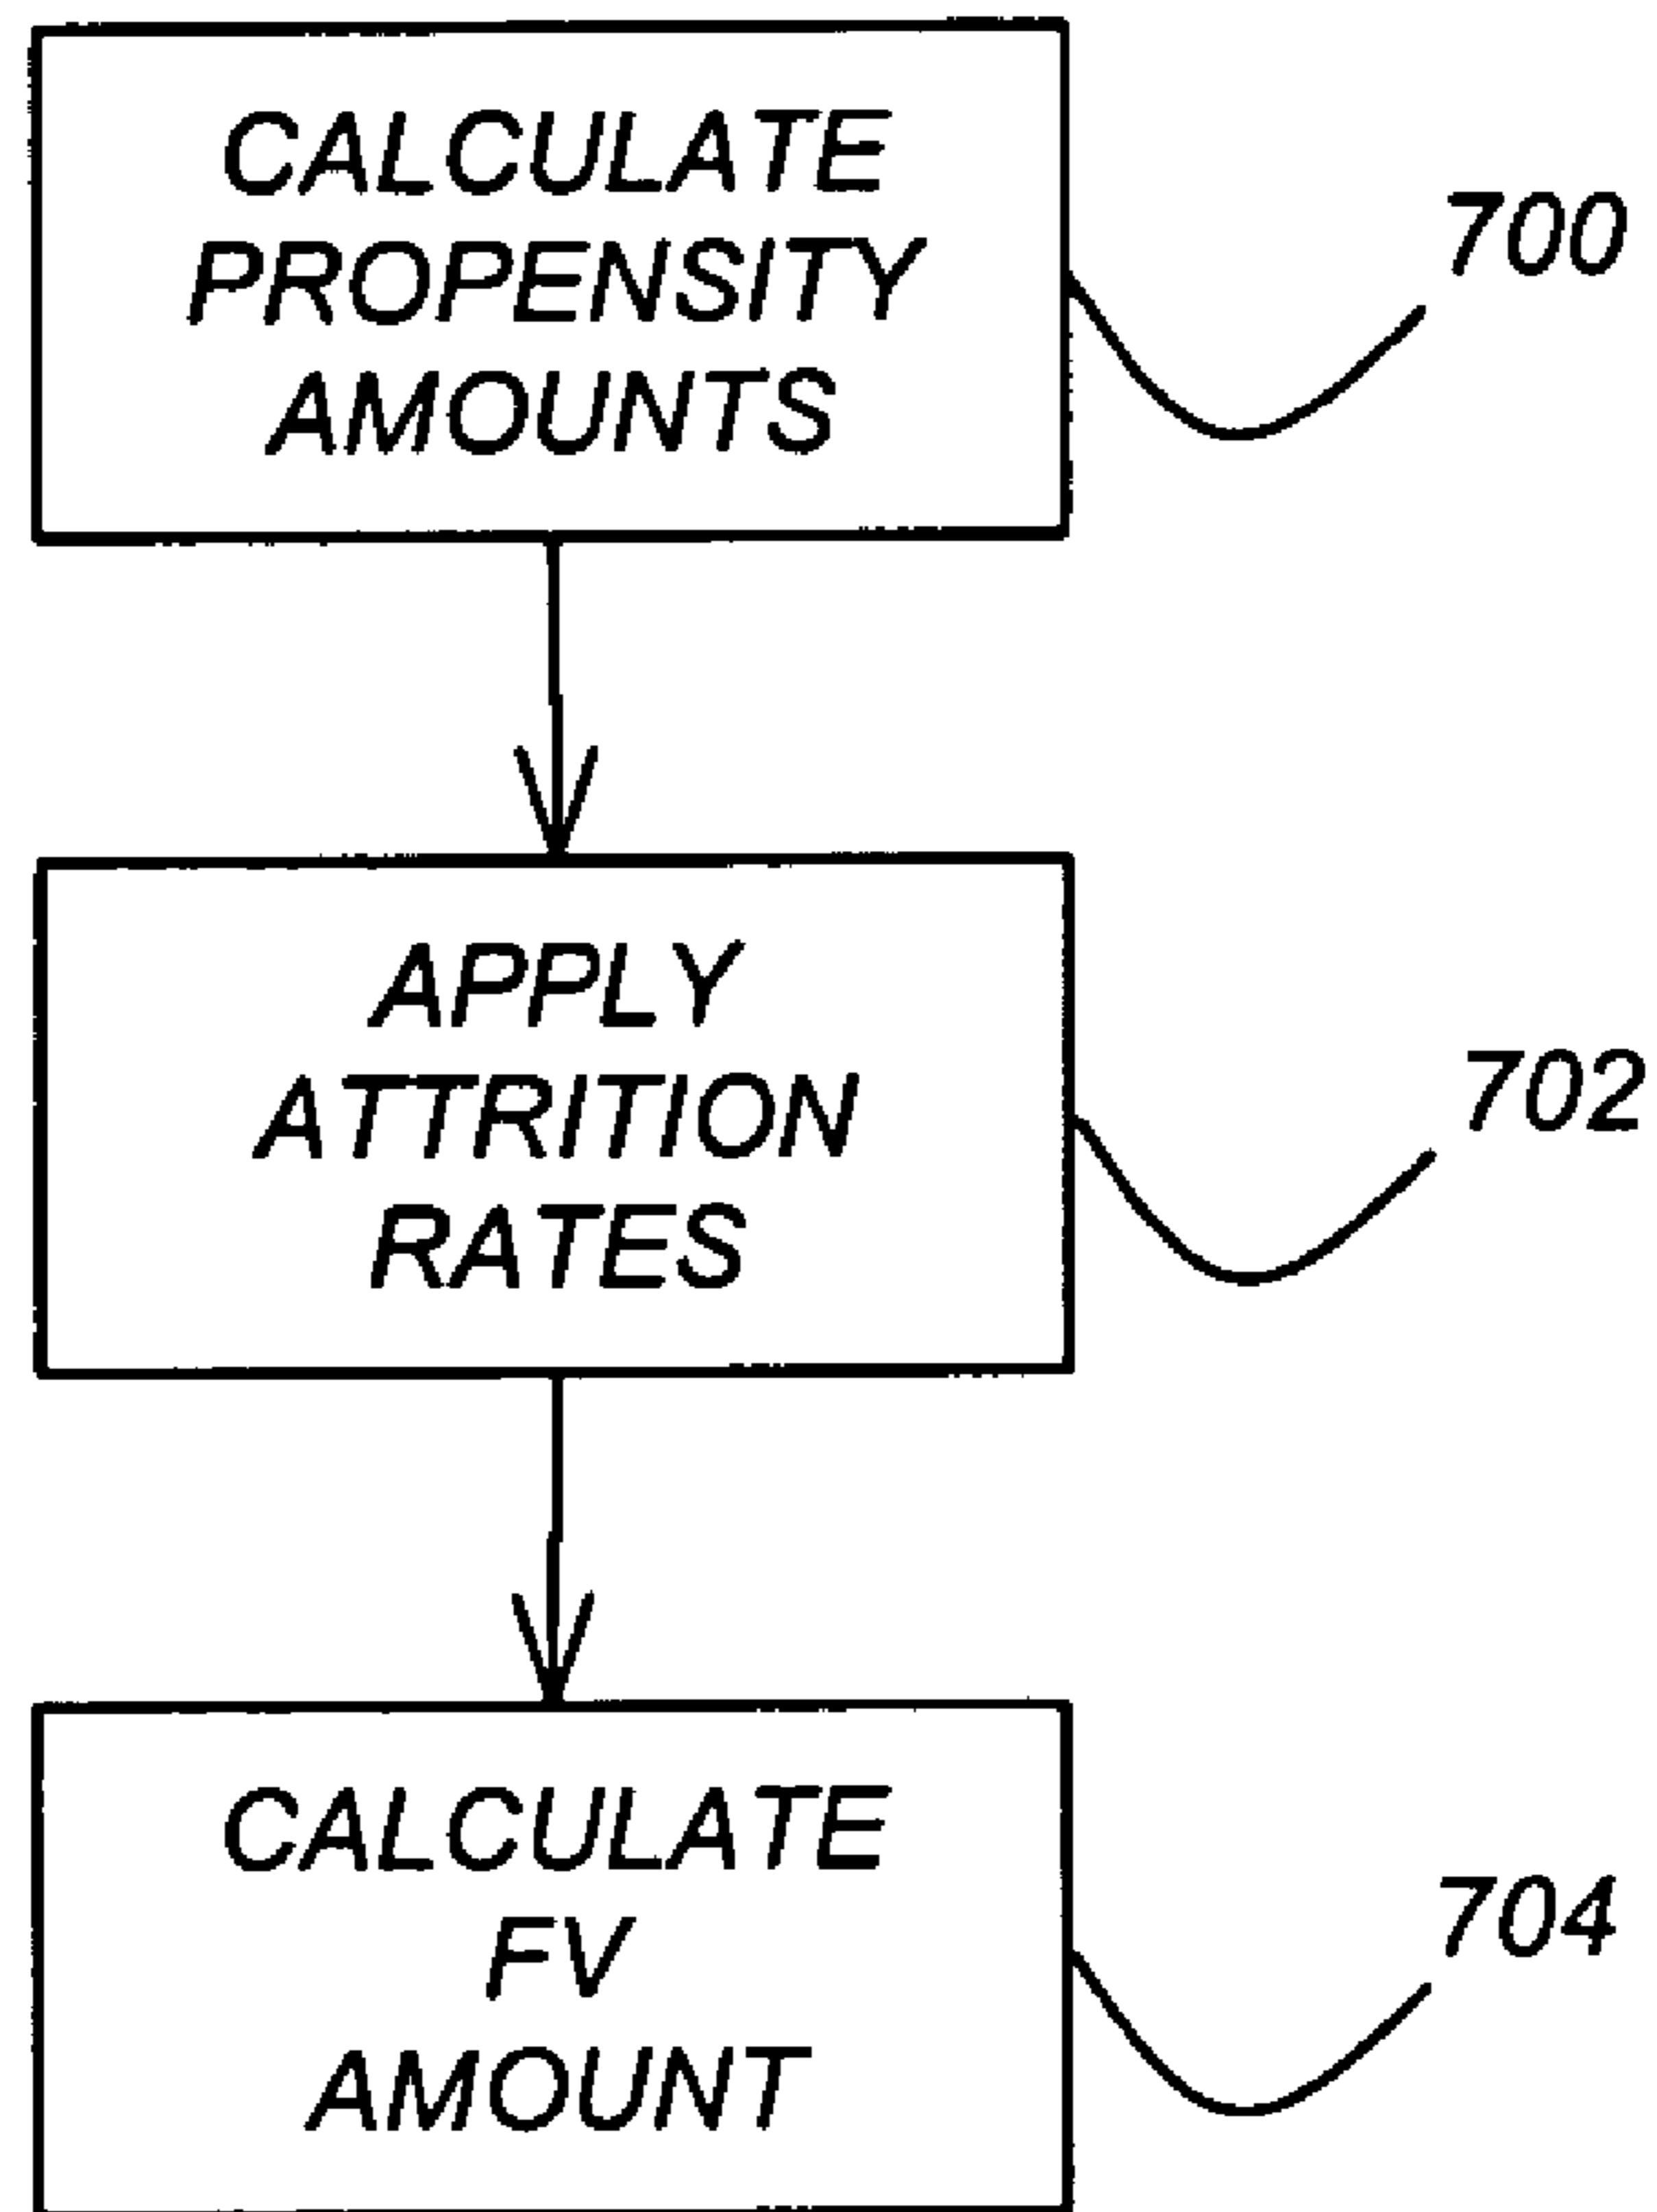 CALCULATE
PROPENSITY
AMOUNTS
700
APPLY
ATTRITION
RATES
702
CALCULATE
FV
AMOUNT
704